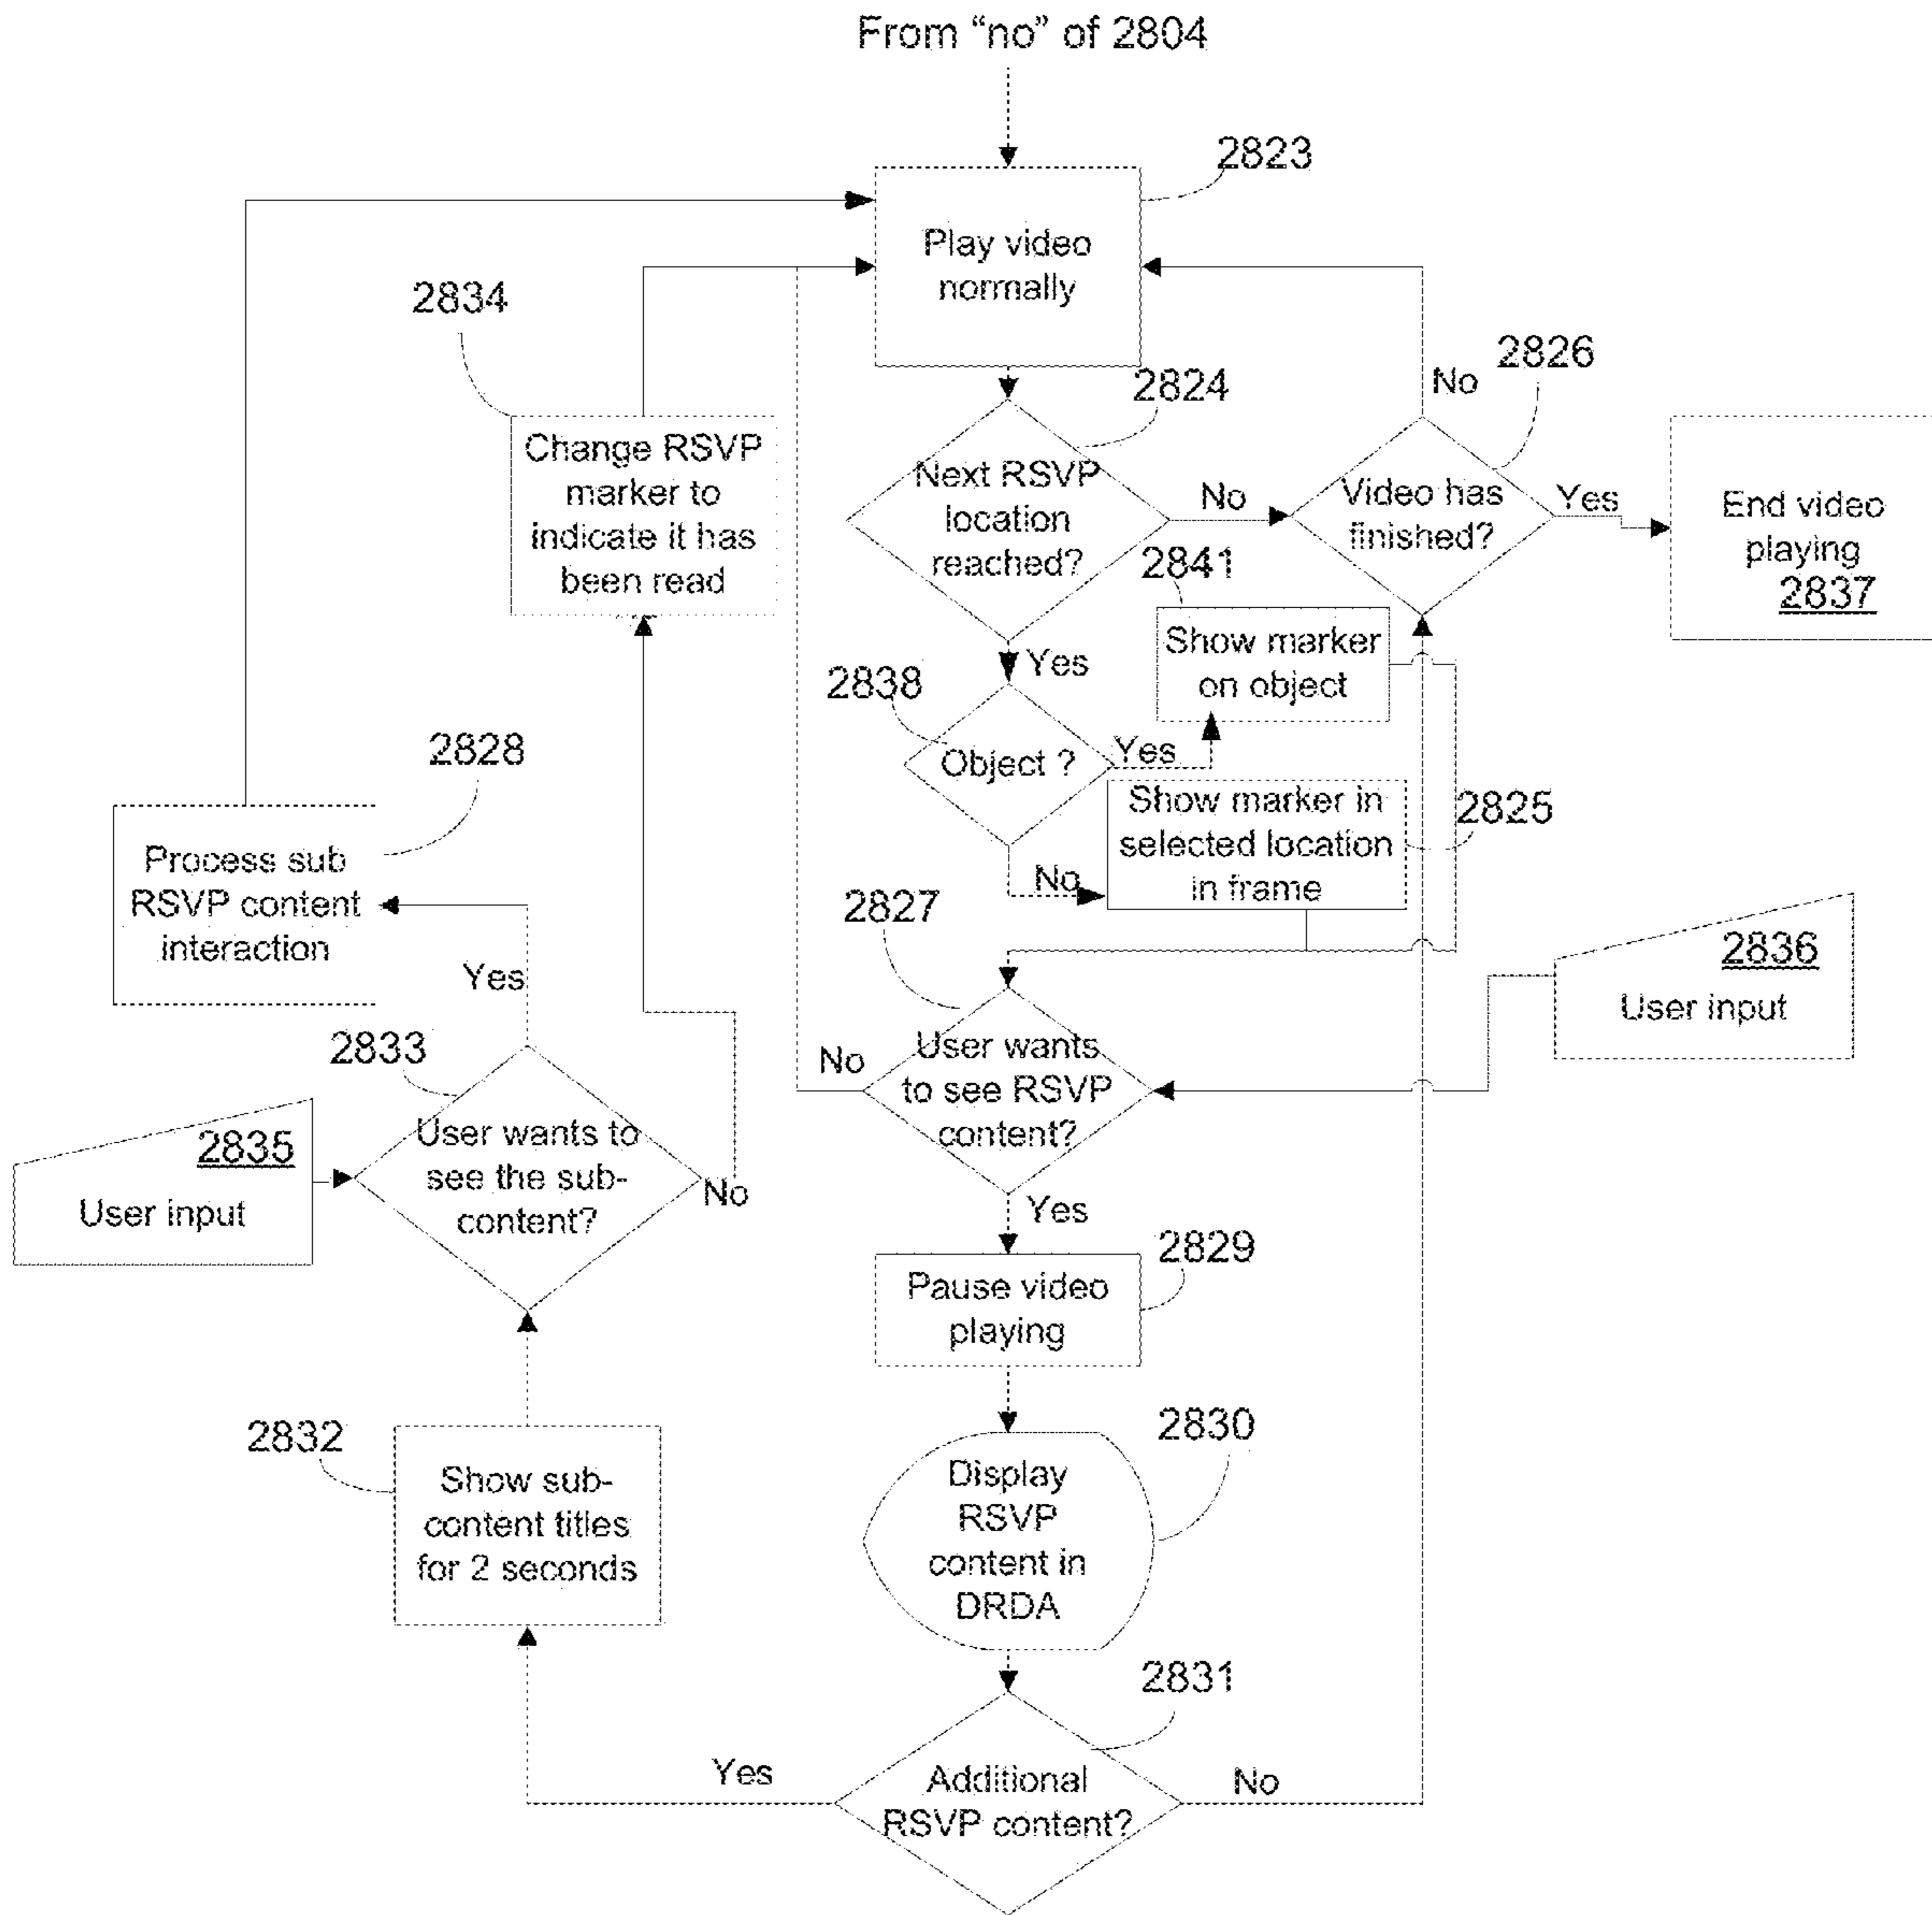 From "no" of 2804
2823
Play video
normally
2834
2826
No
2824
Change RSVP
marker to
indicate it has
been read
Next RSVP
location
reached?
No
Video has
finished?
Yes
End video
playing
2837
2841
Show marker
on object
Yes
2838
Object ?
Yes
2828
Show marker in
selected location
in frame
2825
Process sub
RSVP content
interaction
No
2827
2836
User input
Yes
2833
User wants
to see RSVP
content?
No
2835
User input
User wants to
see the sub-
content?
No
Yes
2829
Pause video
playing
2832
Show sub-
content titles
for 2 seconds
2830
Display
RSVP
content in
DRDA
2831
Yes
Additional
RSVP content?
No